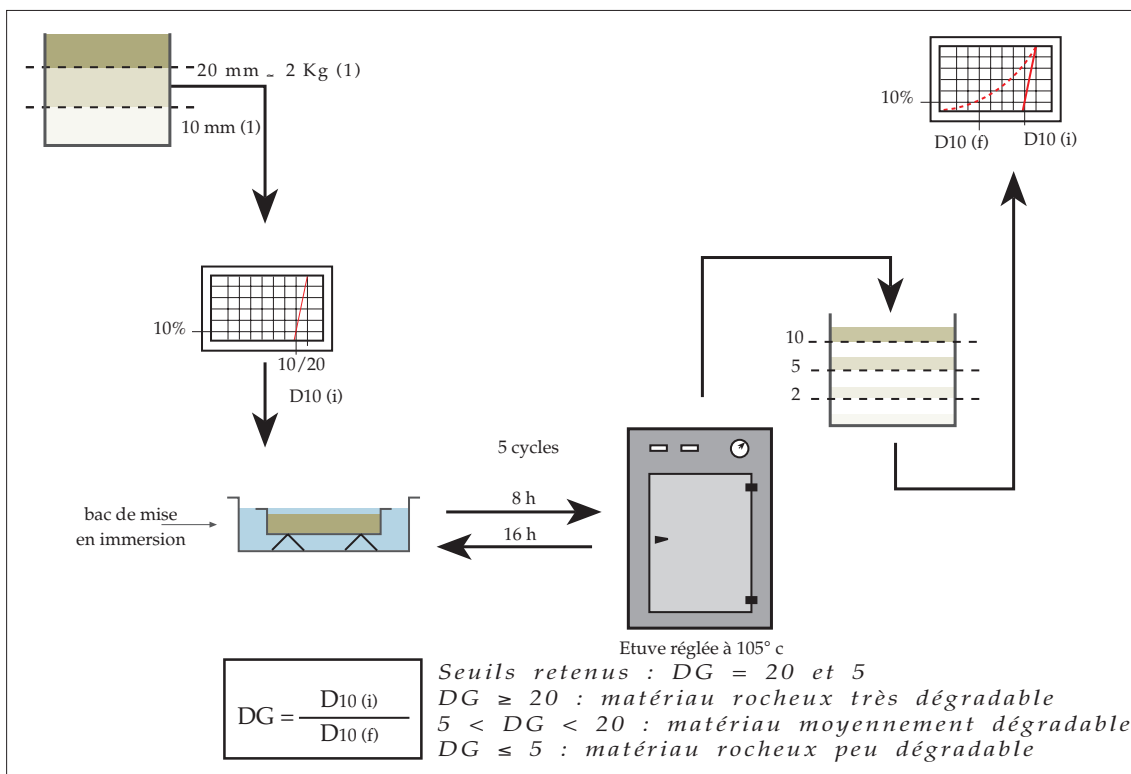 20 mm - 2 Kg (1)
10 mm (1)
10%
10/20
D10 (i)
bac de mise
en immersion
5 cycles
8 h
16 h
Etuve réglée à 105° c
10
5
2
10%
D10 (f)
D10 (i)
DG = D10 (i)
D10 (f)
Seuils retenus : DG = 20 et 5
DG ≥ 20 : matériau rocheux très dégradable
5 < DG < 20 : matériau moyennement dégradable
DG ≤ 5 : matériau rocheux peu dégradable